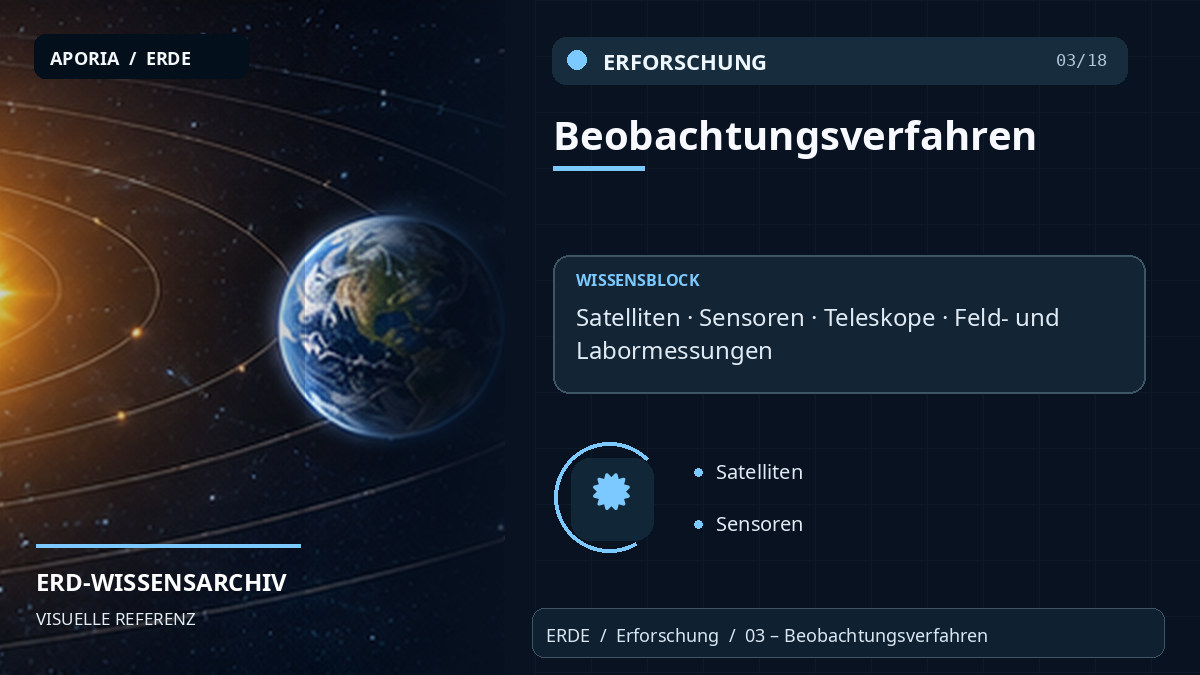 APORIA / ERDE
ERD-WISSENSARCHIV
VISUELLE REFERENZ
ERFORSCHUNG
03/18
Beobachtungsverfahren
WISSENSBLOCK
Satelliten · Sensoren · Teleskope · Feld- und
Labormessungen
Satelliten
Sensoren
ERDE / Erforschung / 03 – Beobachtungsverfahren